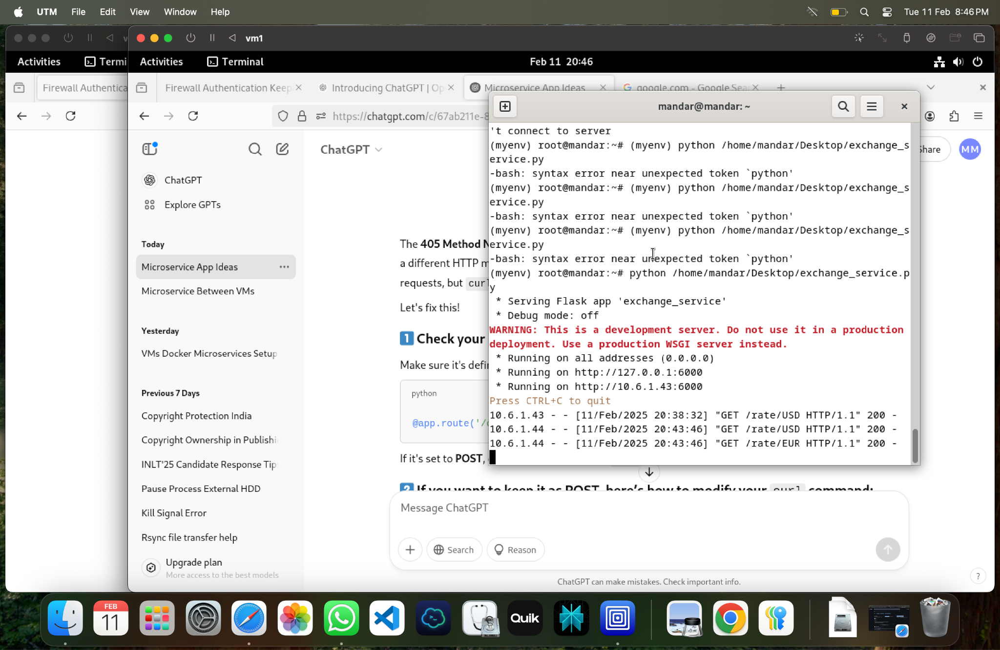 UTM File Edit View Window Help
Tue 11 Feb 8:46 PM
vm1
Activities Termi
Activities Terminal
Feb 11 20:46
Firewall Authentica
Firewall Authentication Keep
Introducing ChatGPT | Op
Microservice App Ideas
google.com - Google Sea
https://chatgpt.com/c/67ab211e-8
mandar@mandar: ~
't connect to server
(myenv) root@mandar:~# (myenv) python /home/mandar/Desktop/exchange_s
ervice.py
-bash: syntax error near unexpected token `python'
(myenv) root@mandar:~# (myenv) python /home/mandar/Desktop/exchange_s
ervice.py
-bash: syntax error near unexpected token `python'
(myenv) root@mandar:~# (myenv) python /home/mandar/Desktop/exchange_s
ervice.py
-bash: syntax error near unexpected token `python'
(myenv) root@mandar:~# python /home/mandar/Desktop/exchange_service.p
y
* Serving Flask app 'exchange_service'
* Debug mode: off
WARNING: This is a development server. Do not use it in a production
deployment. Use a production WSGI server instead.
* Running on all addresses (0.0.0.0)
* Running on http://127.0.0.1:6000
* Running on http://10.6.1.43:6000
Press CTRL+C to quit
10.6.1.43 - - [11/Feb/2025 20:38:32] "GET /rate/USD HTTP/1.1" 200 -
10.6.1.44 - - [11/Feb/2025 20:43:46] "GET /rate/USD HTTP/1.1" 200 -
10.6.1.44 - - [11/Feb/2025 20:43:46] "GET /rate/EUR HTTP/1.1" 200 -
ChatGPT
Explore GPTs
Today
Microservice App Ideas
Microservice Between VMs
Yesterday
VMs Docker Microservices Setup
Previous 7 Days
Copyright Protection India
Copyright Ownership in Publishi
INLT'25 Candidate Response Tip
Pause Process External HDD
Kill Signal Error
Rsync file transfer help
Upgrade plan
More access to the best models
ChatGPT
Share
MM
The 405 Method N
a different HTTP m
requests, but curl
Let's fix this!
1 Check your
Make sure it's defi
python
@app.route('/
If it's set to POST,
2 If you want to keep it as POST, here's how to modify your curl command:
Message ChatGPT
Search
Reason
ChatGPT can make mistakes. Check important info.
?
FEB
11
Quik